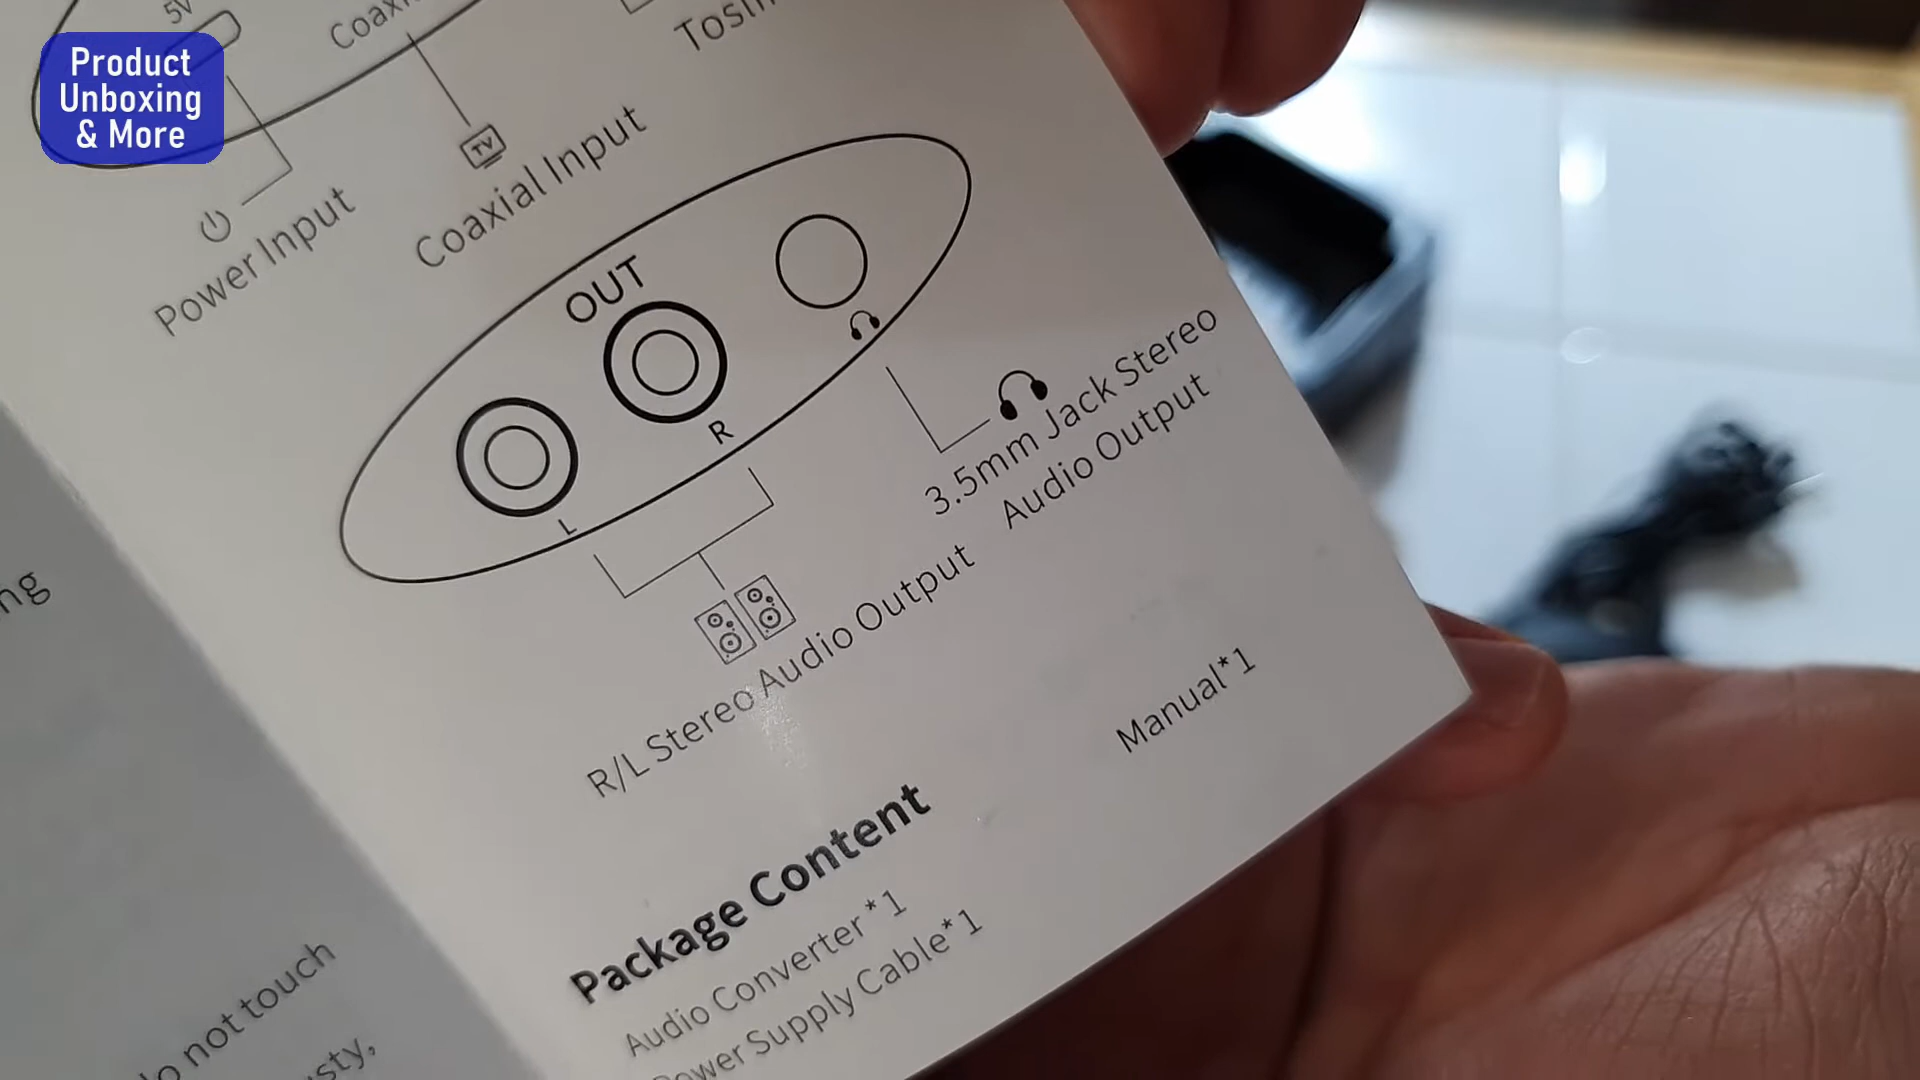 Product
Unboxing
& More
5V
TV
Power Input
Coaxial Input
OUT
L
R
3.5mm Jack Stereo
Audio Output
R/L Stereo Audio Output
Package Content
Audio Converter*1
Power Supply Cable*1
Manual*1
not touch